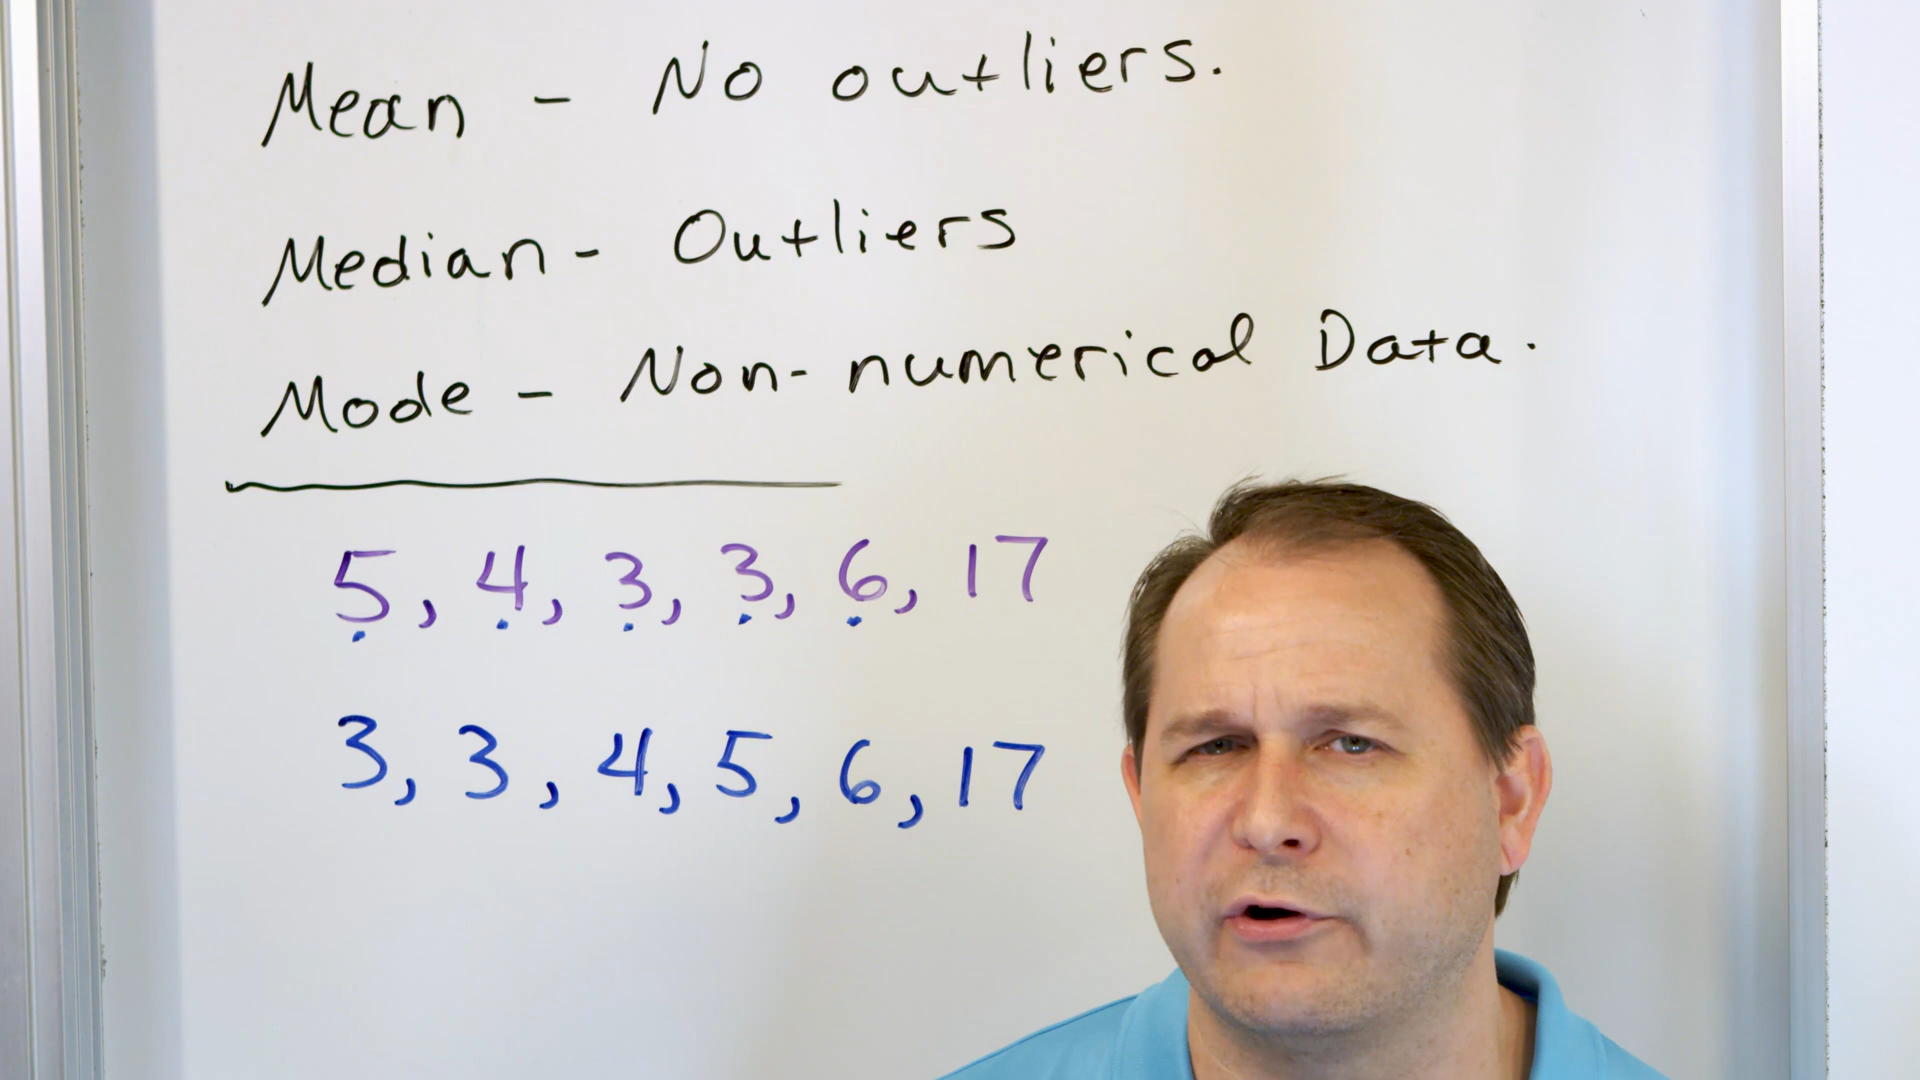 Mean - No outliers.
Median - Outliers
Mode - Non-numerical Data.
5, 4, 3, 3, 6, 17
3, 3, 4, 5, 6, 17